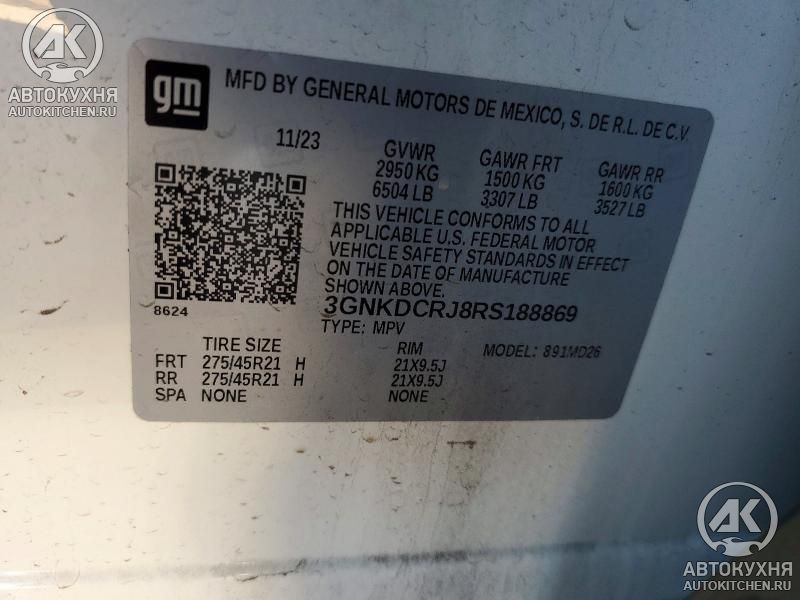 AK
АВТОКУХНЯ
AUTOKITCHEN.RU
gm
MFD BY GENERAL MOTORS DE MEXICO, S. DE R.L. DE C.V.
11/23
GVWR GAWR FRT GAWR RR
2950 KG 1500 KG 1600 KG
6504 LB 3307 LB 3527 LB
THIS VEHICLE CONFORMS TO ALL
APPLICABLE U.S. FEDERAL MOTOR
VEHICLE SAFETY STANDARDS IN EFFECT
ON THE DATE OF MANUFACTURE
SHOWN ABOVE.
8624
3GNKDCRJ8RS188869
TYPE: MPV MODEL: 891MD26
TIRE SIZE RIM
FRT 275/45R21 H 21X9.5J
RR 275/45R21 H 21X9.5J
SPA NONE NONE
AK
АВТОКУХНЯ
AUTOKITCHEN.RU